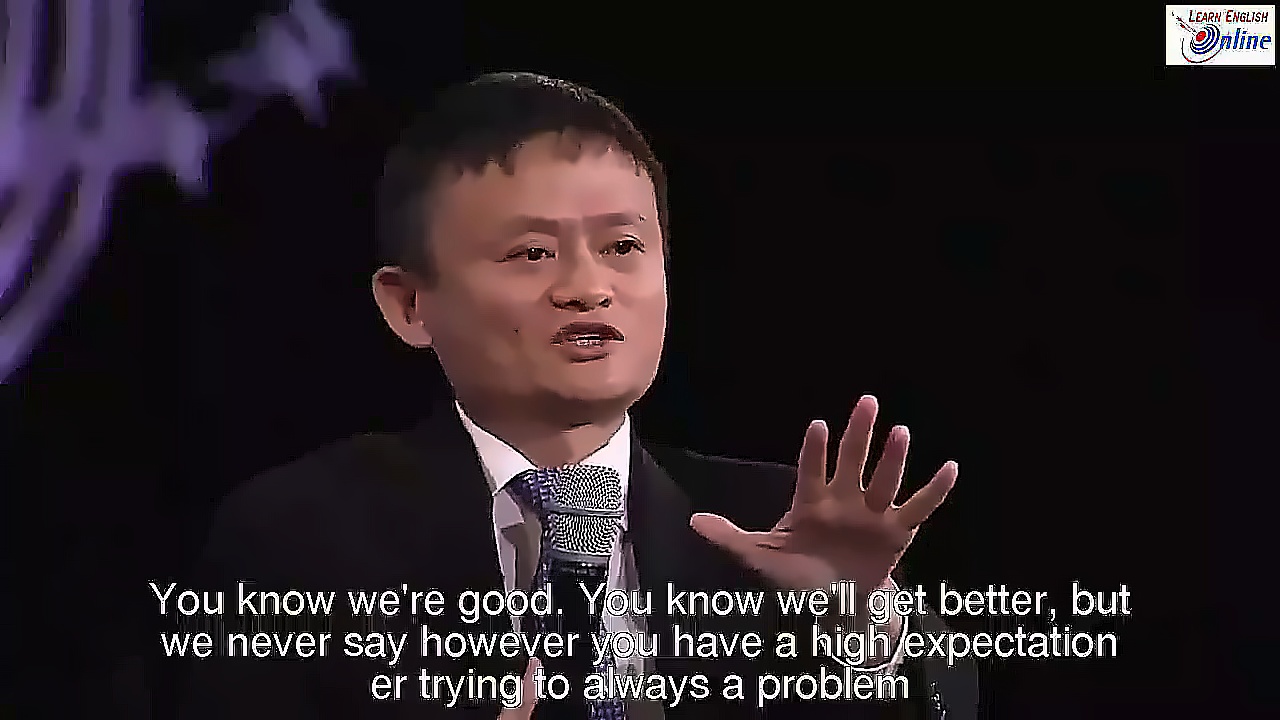 LEARN ENGLISH
Online
You know we're good. You know we'll get better, but
we never say however you have a high expectation
er trying to always a problem